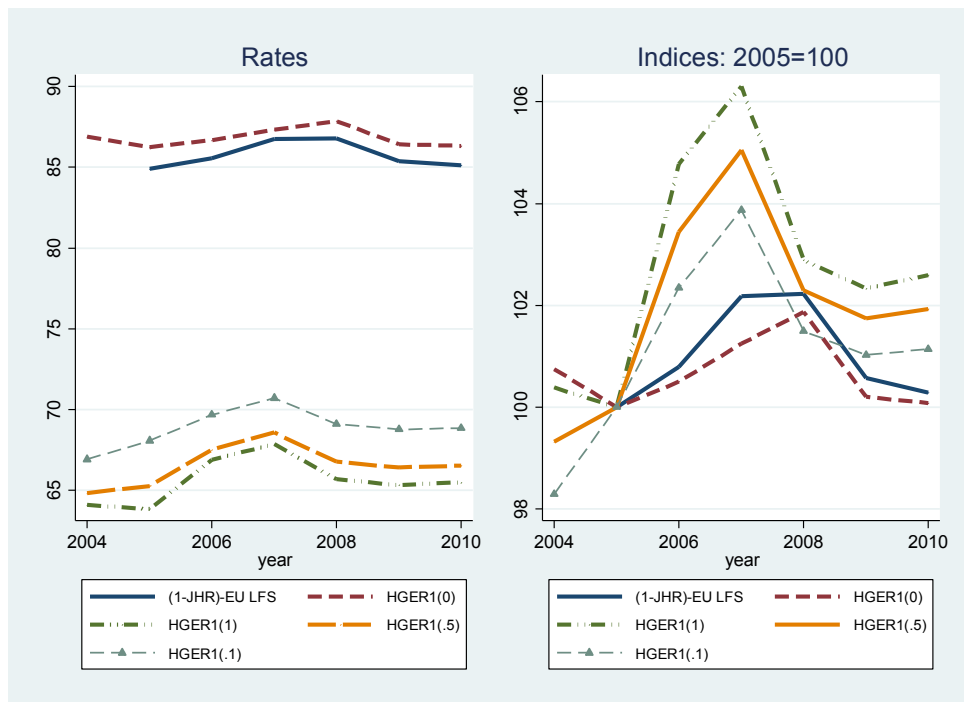 Rates
90
85
80
75
70
65
2004 2006 2008 2010
year
(1-JHR)-EU LFS HGER1(0)
HGER1(1) HGER1(.5)
HGER1(.1)
Indices: 2005=100
106
104
102
100
98
2004 2006 2008 2010
year
(1-JHR)-EU LFS HGER1(0)
HGER1(1) HGER1(.5)
HGER1(.1)